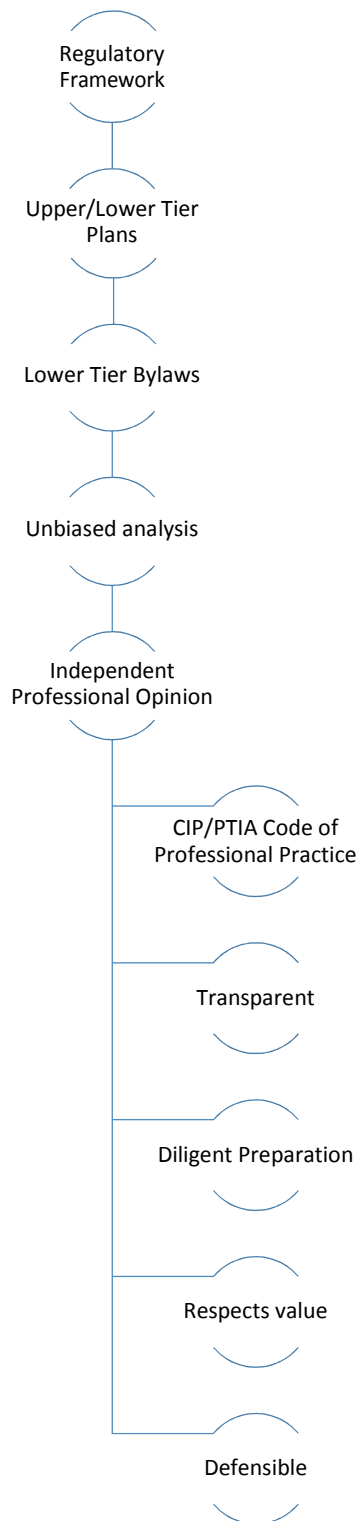 Regulatory
Framework
Upper/Lower Tier
Plans
Lower Tier Bylaws
Unbiased analysis
Independent
Professional Opinion
CIP/PTIA Code of
Professional Practice
Transparent
Diligent Preparation
Respects value
Defensible